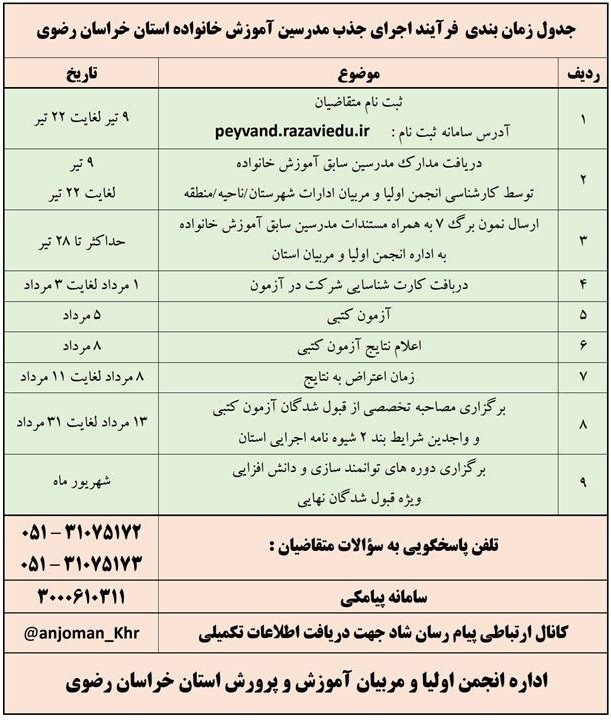 جدول زمان بندی فرآیند اجرای جذب مدرسین آموزش خانواده استان خراسان رضوی
ردیف موضوع تاریخ
۱ ثبت نام متقاضیان ۹ تیر لغایت ۲۲ تیر
آدرس سامانه ثبت نام : peyvand.razaviedu.ir
۲ دریافت مدارک مدرسین سابق آموزش خانواده ۹ تیر
توسط کارشناسی انجمن اولیا و مربیان ادارات شهرستان/ناحیه/منطقه لغایت ۲۲ تیر
۳ ارسال نمون برگ ۷ به همراه مستندات مدرسین سابق آموزش خانواده حداکثر تا ۲۸ تیر
به اداره انجمن اولیا و مربیان استان
۴ دریافت کارت شناسایی شرکت در آزمون ۱ مرداد لغایت ۳ مرداد
۵ آزمون کتبی ۵ مرداد
۶ اعلام نتایج آزمون کتبی ۸ مرداد
۷ زمان اعتراض به نتایج ۸ مرداد لغایت ۱۱ مرداد
۸ برگزاری مصاحبه تخصصی از قبول شدگان آزمون کتبی ۱۳ مرداد لغایت ۳۱ مرداد
و واجدین شرایط بند ۲ شیوه نامه اجرایی استان
۹ برگزاری دوره های توانمند سازی و دانش افزایی شهریور ماه
ویژه قبول شدگان نهایی
تلفن پاسخگویی به سؤالات متقاضیان : ۰۵۱ – ۳۱۰۷۵۱۷۲
۰۵۱ – ۳۱۰۷۵۱۷۳
سامانه پیامکی ۳۰۰۰۶۱۰۳۱۱
کانال ارتباطی پیام رسان شاد جهت دریافت اطلاعات تکمیلی @anjoman_Khr
اداره انجمن اولیا و مربیان آموزش و پرورش استان خراسان رضوی